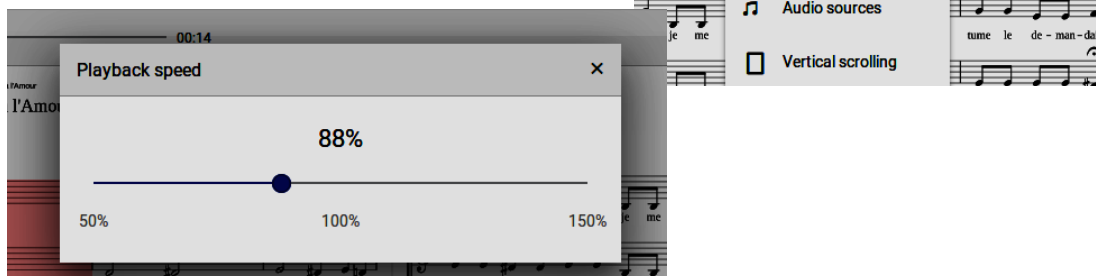 Audio sources
je me
tume le de - man - da
Vertical scrolling
00:14
Playback speed
×
à l'Amour
l'Amo
88%
50% 100% 150%
je me